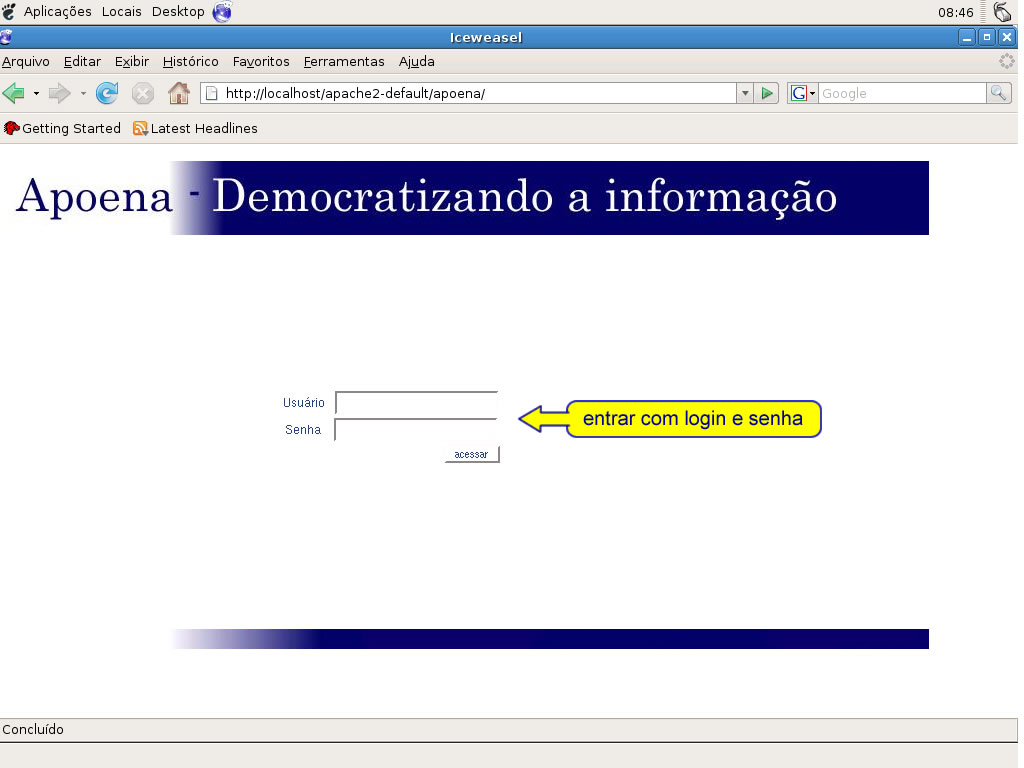 Aplicações Locais Desktop 08:46
Iceweasel
Arquivo Editar Exibir Histórico Favoritos Ferramentas Ajuda
http://localhost/apache2-default/apoena/ G Google
Getting Started Latest Headlines
Apoena - Democratizando a informação
Usuário
entrar com login e senha
Senha
acessar
Concluído